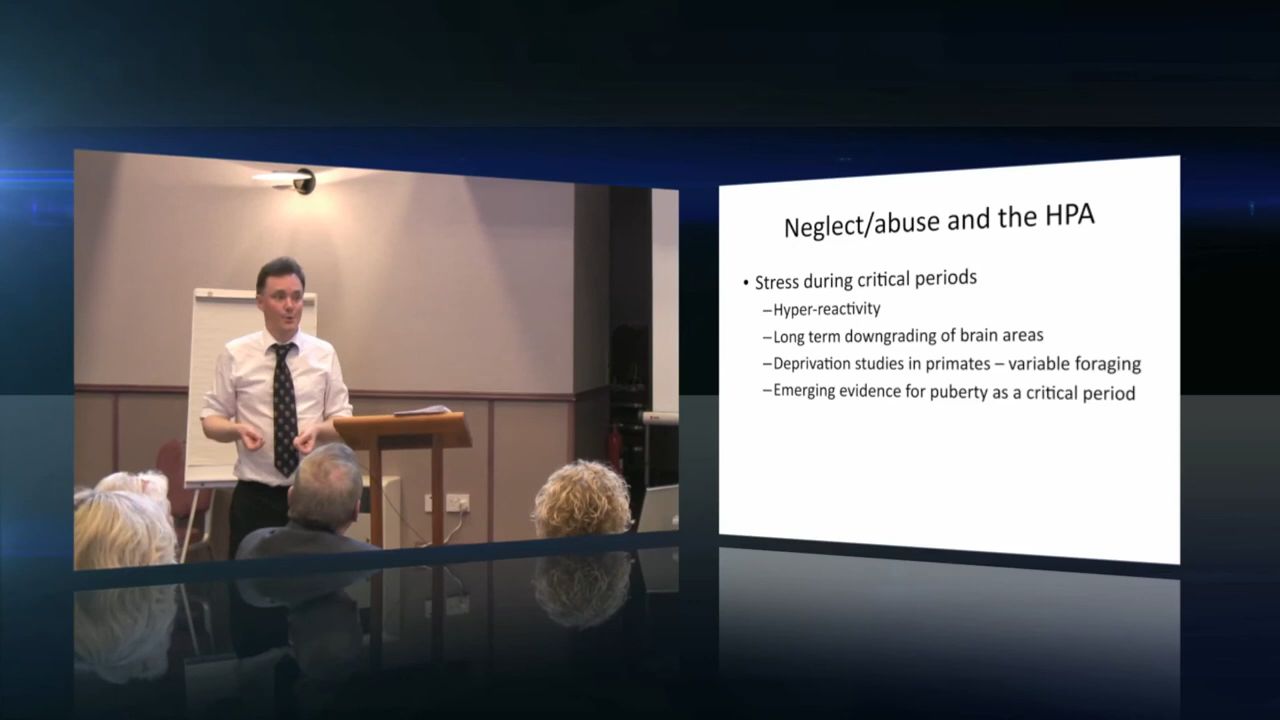 Neglect/abuse and the HPA
• Stress during critical periods
–Hyper-reactivity
–Long term downgrading of brain areas
–Deprivation studies in primates – variable foraging
–Emerging evidence for puberty as a critical period